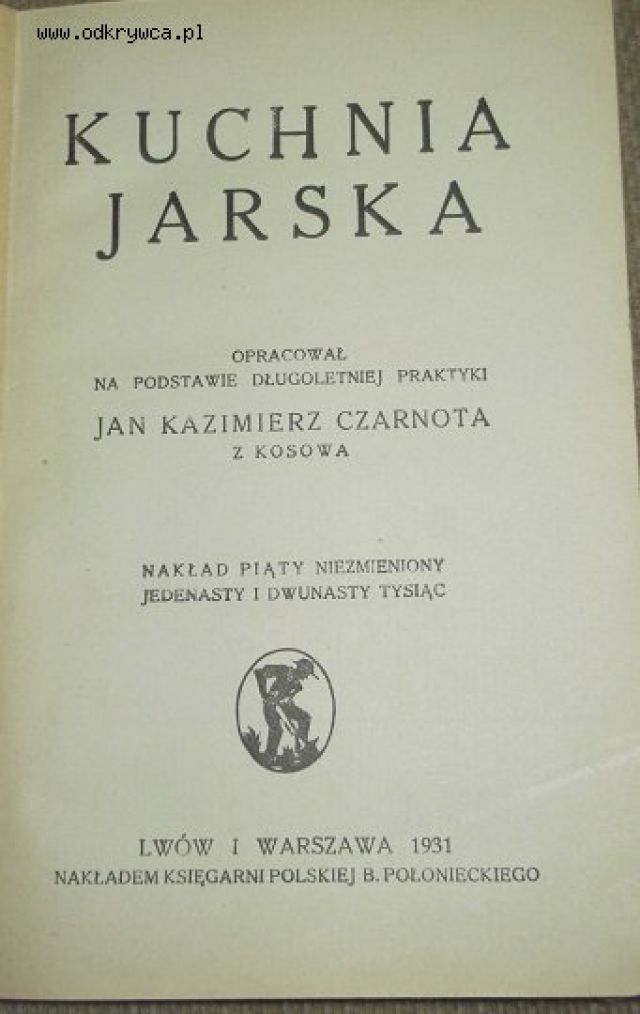 www.odkrywca.pl
KUCHNIA
JARSKA
OPRACOWAŁ
NA PODSTAWIE DŁUGOLETNIEJ PRAKTYKI
JAN KAZIMIERZ CZARNOTA
Z KOSOWA
NAKŁAD PIĄTY NIEZMIENIONY
JEDENASTY I DWUNASTY TYSIĄC
LWÓW I WARSZAWA 1931
NAKŁADEM KSIĘGARNI POLSKIEJ B. POŁONIECKIEGO